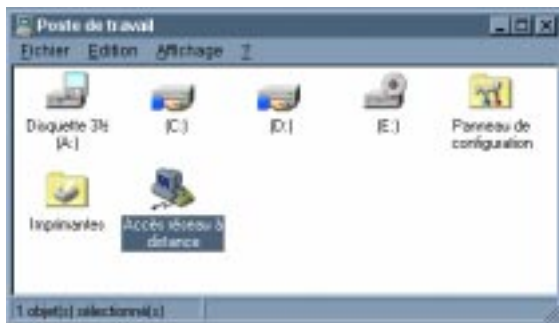 Poste de travail
Fichier Edition Affichage ?
Disquette 3½ (A:)
(C:)
(D:)
(E:)
Panneau de configuration
Imprimantes
Accès réseau à distance
1 objet(s) sélectionné(s)